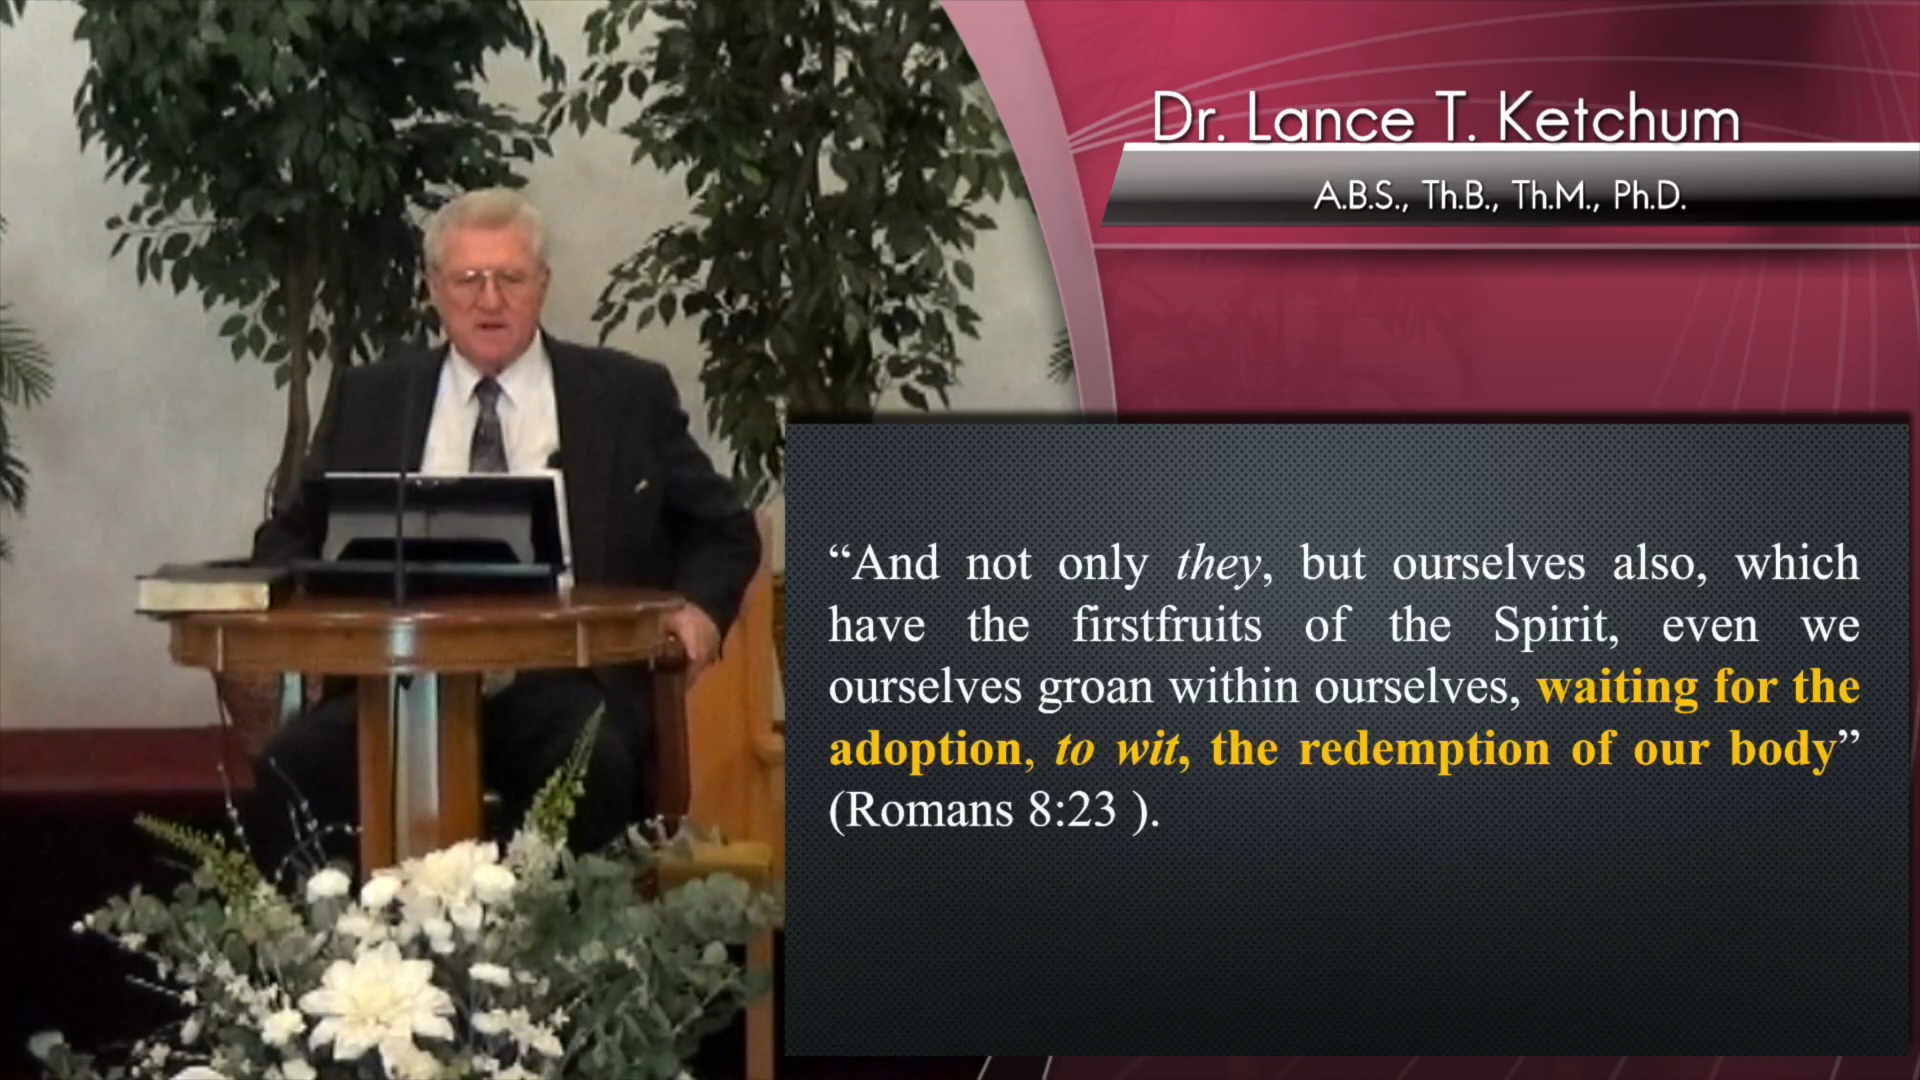 Dr. Lance T. Ketchum
A.B.S., Th.B., Th.M., Ph.D.
“And not only they, but ourselves also, which
have the firstfruits of the Spirit, even we
ourselves groan within ourselves, waiting for the
adoption, to wit, the redemption of our body”
(Romans 8:23 ).